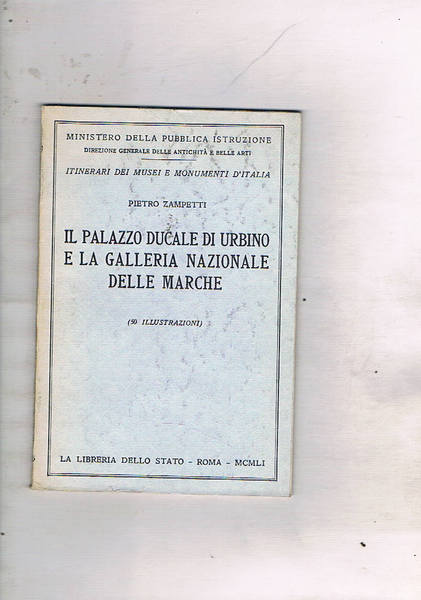 MINISTERO DELLA PUBBLICA ISTRUZIONE
DIREZIONE GENERALE DELLE ANTICHITÀ E BELLE ARTI
ITINERARI DEI MUSEI E MONUMENTI D'ITALIA
PIETRO ZAMPETTI
IL PALAZZO DUCALE DI URBINO
E LA GALLERIA NAZIONALE
DELLE MARCHE
(50 ILLUSTRAZIONI)
LA LIBRERIA DELLO STATO - ROMA - MCMLI